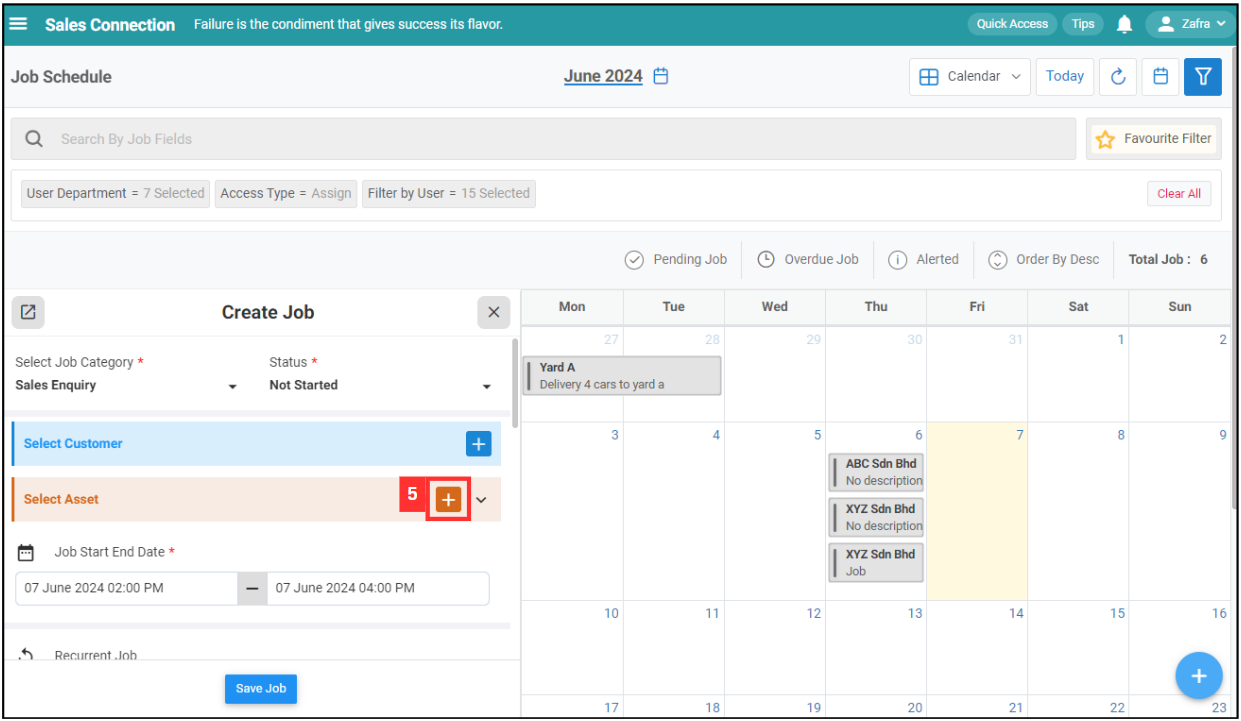 Sales Connection Failure is the condiment that gives success its flavor. Quick Access Tips Zafra
Job Schedule June 2024 Calendar Today
Search By Job Fields Favourite Filter
User Department = 7 Selected Access Type = Assign Filter by User = 15 Selected Clear All
Pending Job Overdue Job Alerted Order By Desc Total Job : 6
Create Job
Select Job Category * Status *
Sales Enquiry Not Started
Select Customer
Select Asset 5
Job Start End Date *
07 June 2024 02:00 PM — 07 June 2024 04:00 PM
Recurrent Job
Save Job
Mon Tue Wed Thu Fri Sat Sun
27 28 29 30 31 1 2
Yard A
Delivery 4 cars to yard a
3 4 5 6 7 8 9
ABC Sdn Bhd
No description
XYZ Sdn Bhd
No description
XYZ Sdn Bhd
Job
10 11 12 13 14 15 16
17 18 19 20 21 22 23